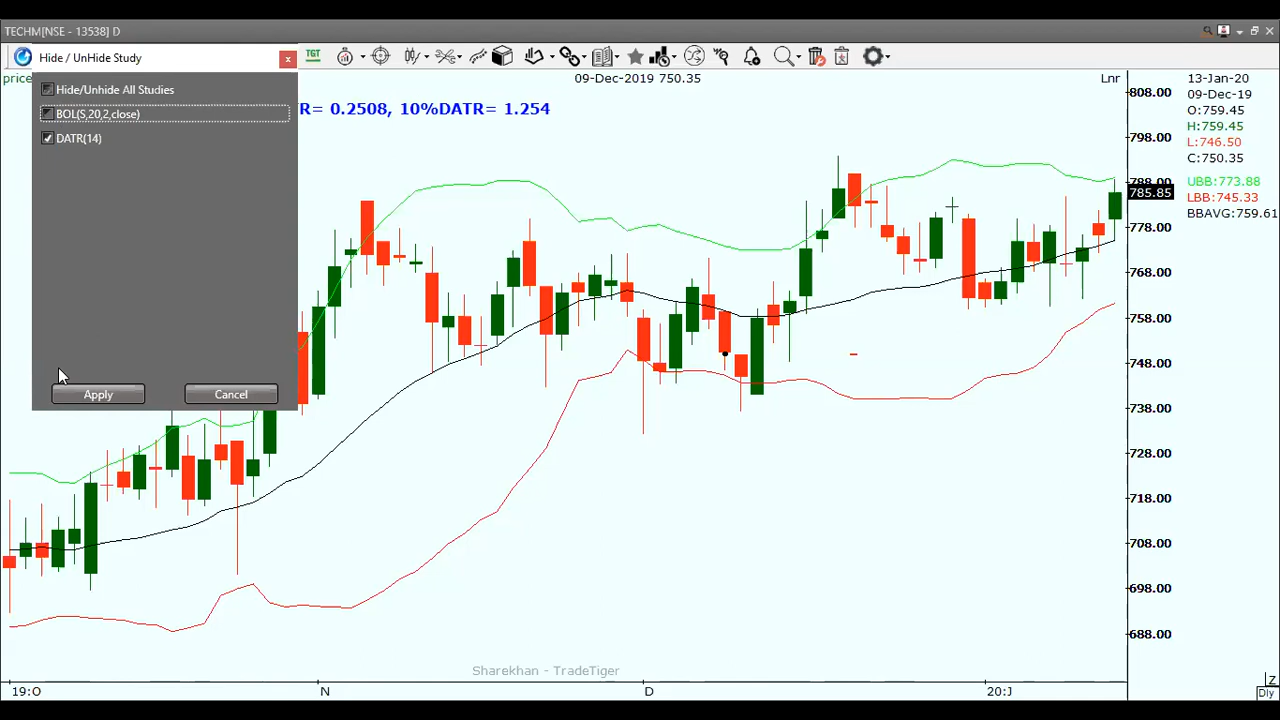 TECHM[NSE - 13538] D
Hide / UnHide Study
TGT
price
09-Dec-2019 750.35
Lnr
13-Jan-20
Hide/Unhide All Studies
808.00
09-Dec-19
BOL(S,20,2,close)
R= 0.2508, 10%DATR= 1.254
O:759.45
H:759.45
DATR(14)
798.00
L:746.50
C:750.35
788.00
UBB:773.88
785.85
LBB:745.33
BBAVG:759.61
778.00
768.00
758.00
748.00
Apply
Cancel
738.00
728.00
718.00
708.00
698.00
688.00
Sharekhan - TradeTiger
Z
19:O
N
D
20:J
Dly